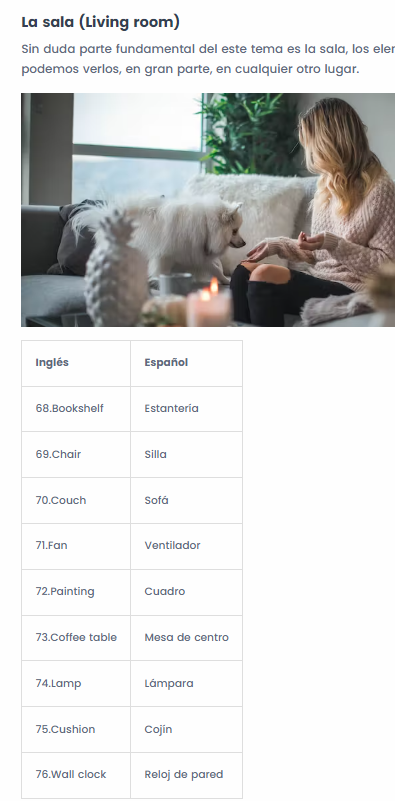 La sala (Living room)
Sin duda parte fundamental del este tema es la sala, los
podemos verlos, en gran parte, en cualquier otro lugar.
Inglés Español
68.Bookshelf Estantería
69.Chair Silla
70.Couch Sofá
71.Fan Ventilador
72.Painting Cuadro
73.Coffee table Mesa de centro
74.Lamp Lámpara
75.Cushion Cojín
76.Wall clock Reloj de pared